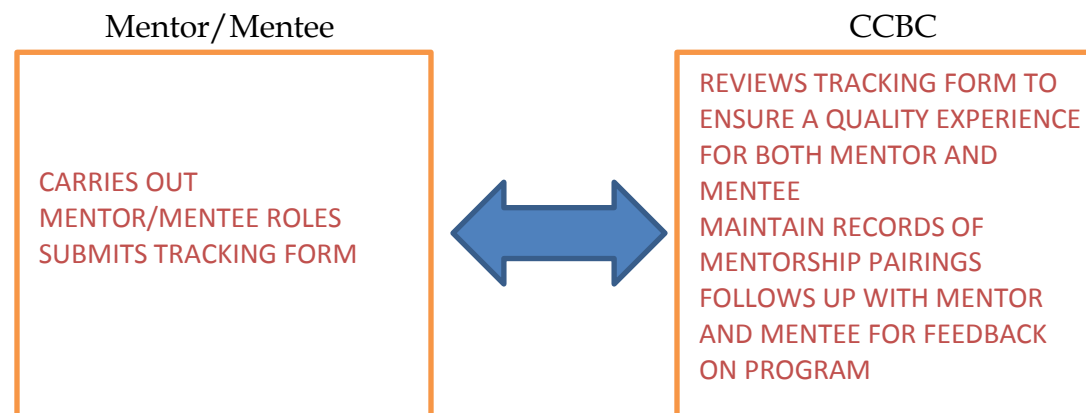 Mentor/Mentee
CARRIES OUT
MENTOR/MENTEE ROLES
SUBMITS TRACKING FORM
CCBC
REVIEWS TRACKING FORM TO
ENSURE A QUALITY EXPERIENCE
FOR BOTH MENTOR AND
MENTEE
MAINTAIN RECORDS OF
MENTORSHIP PAIRINGS
FOLLOWS UP WITH MENTOR
AND MENTEE FOR FEEDBACK
ON PROGRAM